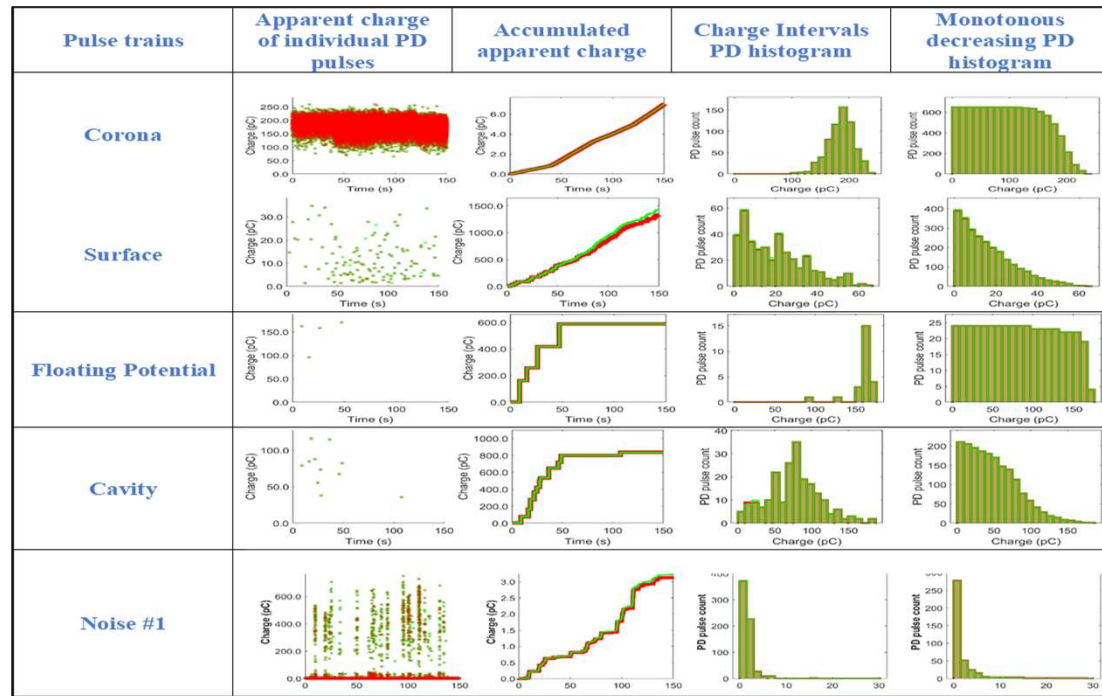 Pulse trains
Apparent charge
of individual PD
pulses
Accumulated
apparent charge
Charge Intervals
PD histogram
Monotonous
decreasing PD
histogram
Corona
Charge (pC)
250.0
200.0
150.0
100.0
50.0
0.0
0 50 100 150
Time (s)
Charge (pC)
6.0
4.0
2.0
0.0
0 50 100 150
Time (s)
PD pulse count
150
100
50
0
0 100 200
Charge (pC)
PD pulse count
600
400
200
0
0 100 200
Charge (pC)
Surface
Charge (pC)
30.0
20.0
10.0
0.0
0 50 100 150
Time (s)
Charge (pC)
1500.0
1000.0
500.0
0.0
0 50 100 150
Time (s)
PD pulse count
60
40
20
0
0 20 40 60
Charge (pC)
PD pulse count
400
300
200
100
0
0 20 40 60
Charge (pC)
Floating Potential
Charge (pC)
150.0
100.0
50.0
0.0
0 50 100 150
Time (s)
Charge (pC)
600.0
400.0
200.0
0.0
0 50 100 150
Time (s)
PD pulse count
15
10
5
0
0 50 100 150
Charge (pC)
PD pulse count
25
20
15
10
5
0
0 50 100 150
Charge (pC)
Cavity
Charge (pC)
100.0
50.0
0.0
0 50 100 150
Time (s)
Charge (pC)
1000.0
800.0
600.0
400.0
200.0
0.0
0 50 100 150
Time (s)
PD pulse count
40
30
20
10
0
0 50 100 150
Charge (pC)
PD pulse count
200
150
100
50
0
0 50 100 150
Charge (pC)
Noise #1
Charge (pC)
600.0
400.0
200.0
0.0
0 50 100 150
Time (s)
Charge (pC)
0 50 100 150
Time (s)
PD pulse count
400
300
200
100
0
0 10 20 30
Charge (pC)
PD pulse count
0 10 20 30
Charge (pC)